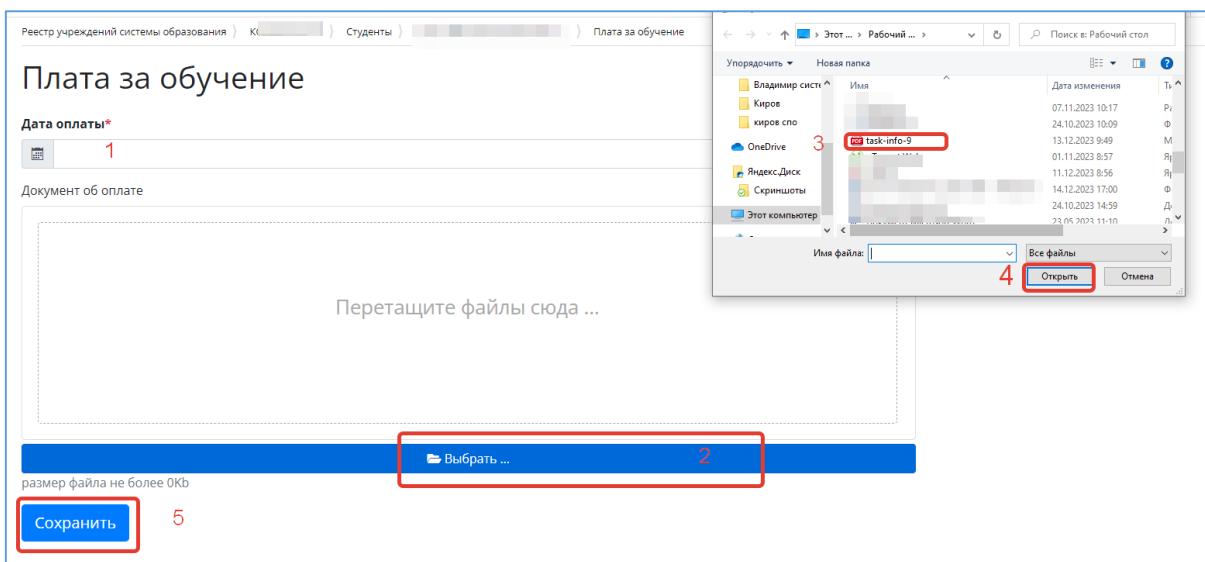 Реестр учреждений системы образования ⟩ Студенты ⟩ ⟩ Плата за обучение
Плата за обучение
Дата оплаты*
1
Документ об оплате
Перетащите файлы сюда ...
Выбрать ...
2
размер файла не более 0Kb
Сохранить
5
Этот ... › Рабочий ... ›
Поиск в: Рабочий стол
Упорядочить
Новая папка
Имя
Дата изменения
Владимир систе
Киров
киров спо
OneDrive
Яндекс.Диск
Скриншоты
Этот компьютер
07.11.2023 10:17
24.10.2023 10:09
3
task-info-9
13.12.2023 9:49
01.11.2023 8:57
11.12.2023 8:56
14.12.2023 17:00
24.10.2023 14:59
23.05.2023 11:10
Имя файла:
Все файлы
4
Открыть
Отмена